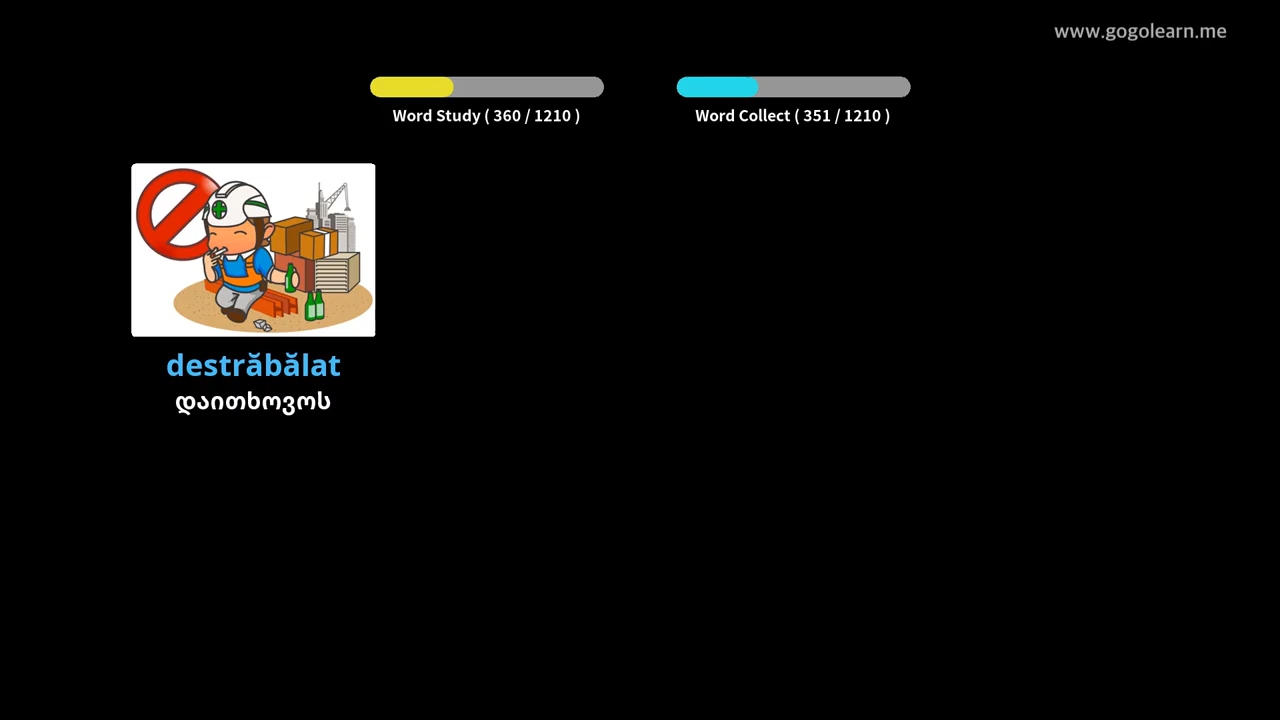 www.gogolearn.me
Word Study ( 360 / 1210 )
Word Collect ( 351 / 1210 )
destrăbălat
დაითხოვოს